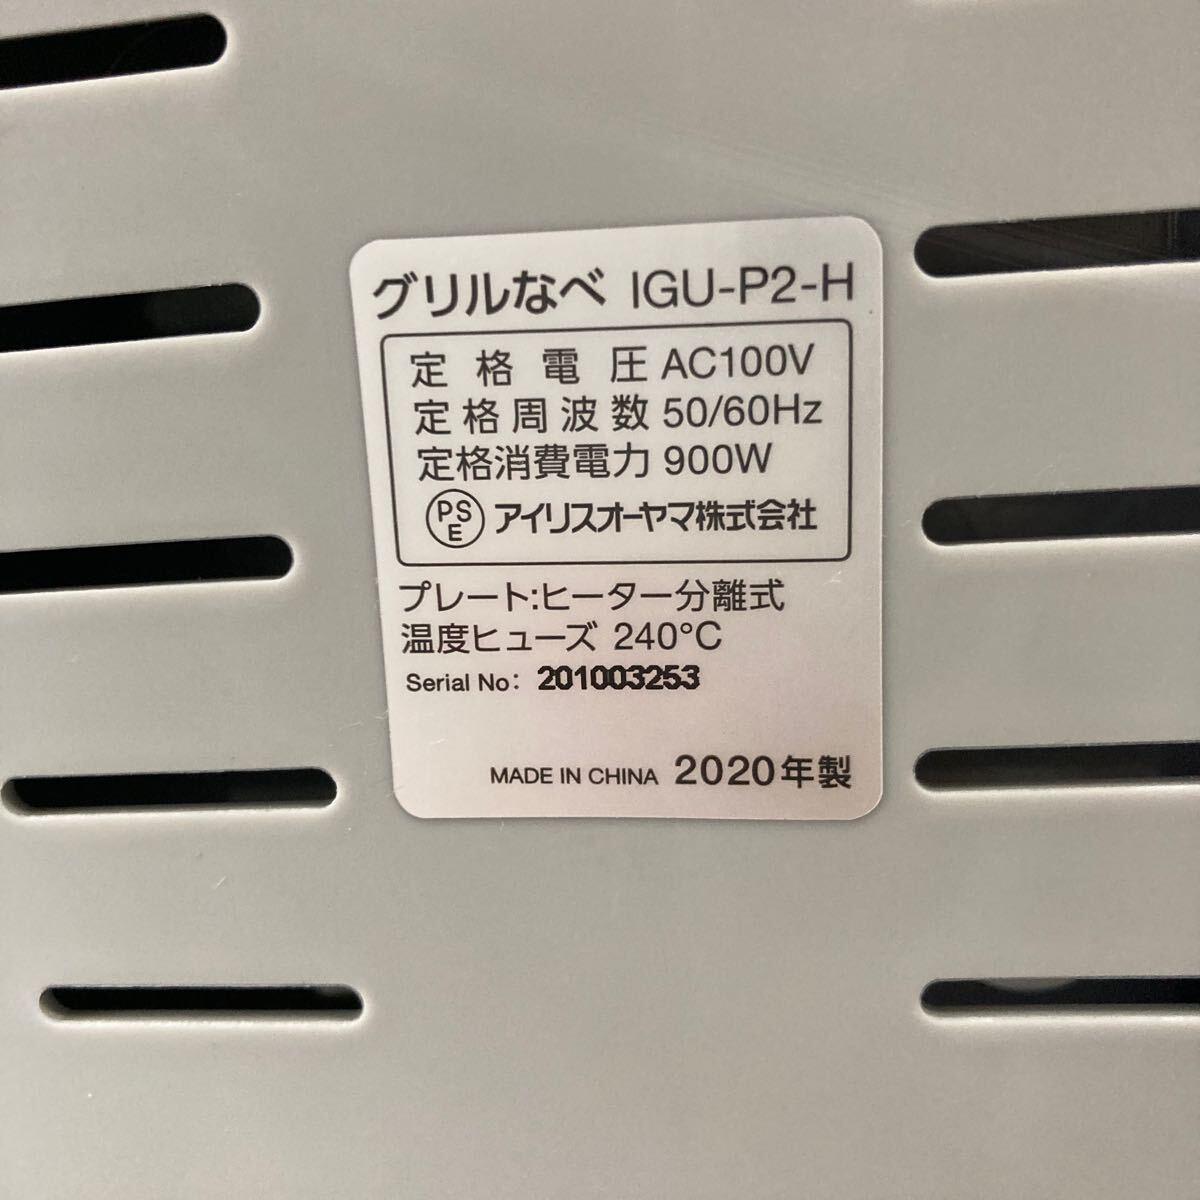 グリルなべ IGU-P2-H
定格電圧 AC100V
定格周波数 50/60Hz
定格消費電力 900W
PSE アイリスオーヤマ株式会社
プレート:ヒーター分離式
温度ヒューズ 240℃
Serial No: 201003253
MADE IN CHINA 2020年製